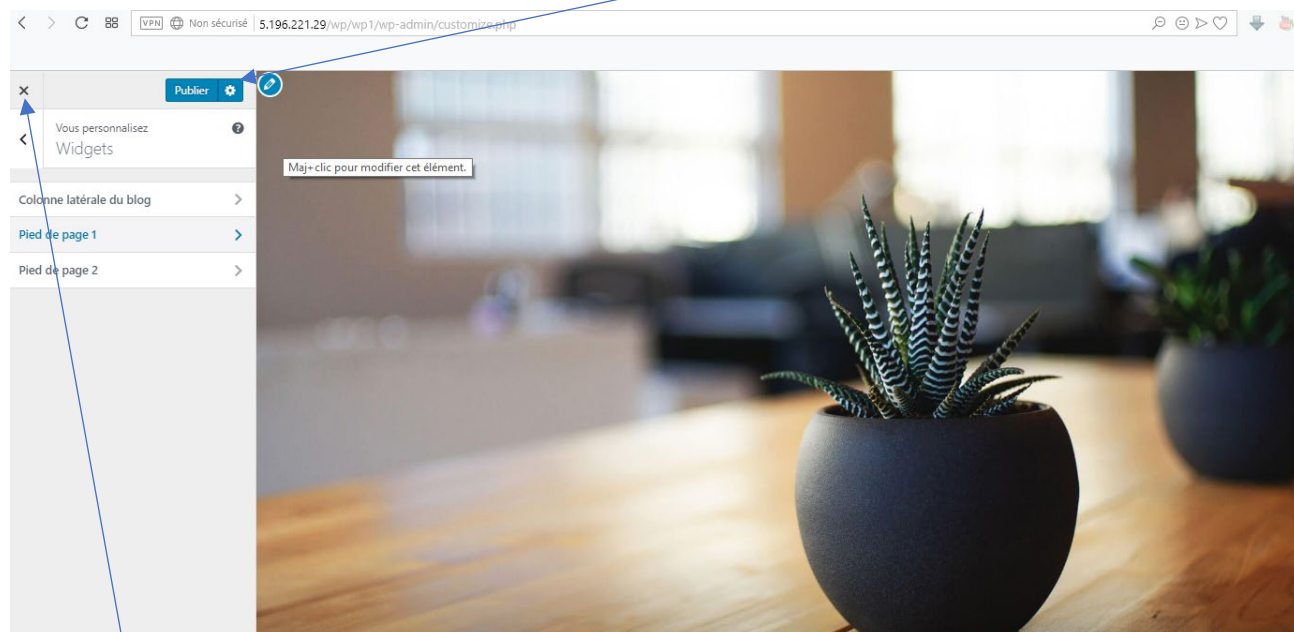 VPN Non sécurisé 5.196.221.29/wp/wp1/wp-admin/customize.php
Publier
Vous personnalisez
Widgets
Maj+clic pour modifier cet élément.
Colonne latérale du blog
Pied de page 1
Pied de page 2